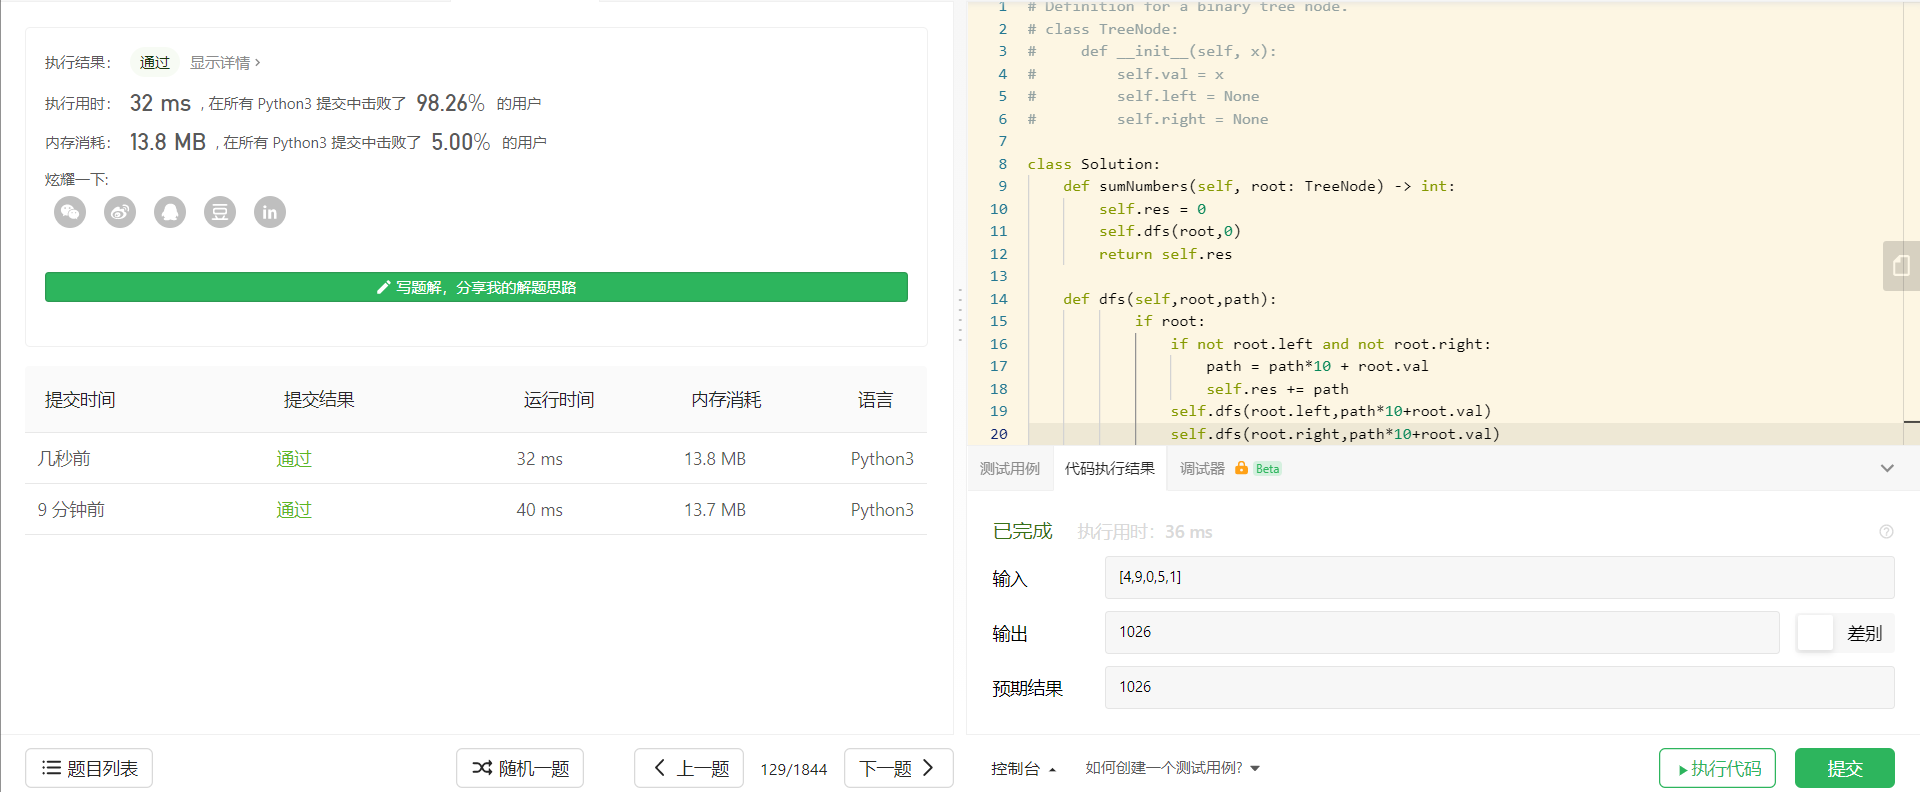 执行结果： 通过 显示详情 ›
执行用时： 32 ms , 在所有 Python3 提交中击败了 98.26% 的用户
内存消耗： 13.8 MB , 在所有 Python3 提交中击败了 5.00% 的用户
炫耀一下:
豆 in
写题解，分享我的解题思路
提交时间 提交结果 运行时间 内存消耗 语言
几秒前 通过 32 ms 13.8 MB Python3
9 分钟前 通过 40 ms 13.7 MB Python3
题目列表 随机一题 上一题 129/1844 下一题
1 # Definition for a binary tree node.
2 # class TreeNode:
3 #     def __init__(self, x):
4 #         self.val = x
5 #         self.left = None
6 #         self.right = None
7
8 class Solution:
9     def sumNumbers(self, root: TreeNode) -> int:
10         self.res = 0
11         self.dfs(root,0)
12         return self.res
13
14     def dfs(self,root,path):
15             if root:
16                 if not root.left and not root.right:
17                     path = path*10 + root.val
18                     self.res += path
19                 self.dfs(root.left,path*10+root.val)
20                 self.dfs(root.right,path*10+root.val)
测试用例 代码执行结果 调试器 Beta
已完成 执行用时：36 ms
输入 [4,9,0,5,1]
输出 1026 差别
预期结果 1026
控制台 如何创建一个测试用例? 执行代码 提交